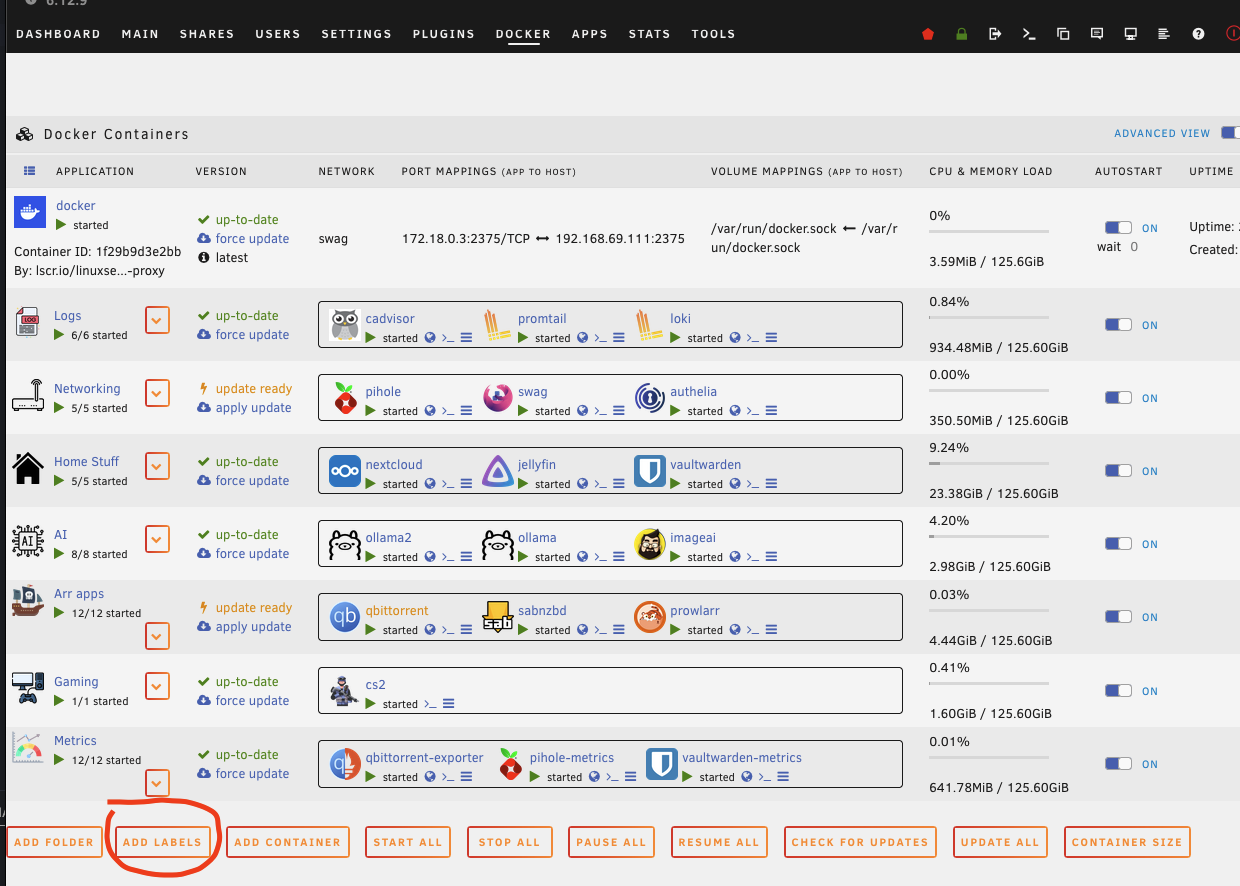 6.12.9
DASHBOARD MAIN SHARES USERS SETTINGS PLUGINS DOCKER APPS STATS TOOLS
Docker Containers
ADVANCED VIEW
APPLICATION VERSION NETWORK PORT MAPPINGS (APP TO HOST) VOLUME MAPPINGS (APP TO HOST) CPU & MEMORY LOAD AUTOSTART UPTIME
docker
started
Container ID: 1f29b9d3e2bb
By: lscr.io/linuxse...-proxy
up-to-date
force update
latest
swag
172.18.0.3:2375/TCP ↔ 192.168.69.111:2375
/var/run/docker.sock ← /var/r
un/docker.sock
0%
3.59MiB / 125.6GiB
ON
wait 0
Uptime:
Created:
Logs
6/6 started
up-to-date
force update
cadvisor promtail loki
started >_ started >_ started >_
0.84%
934.48MiB / 125.60GiB
ON
Networking
5/5 started
update ready
apply update
pihole swag authelia
started >_ started >_ started >_
0.00%
350.50MiB / 125.60GiB
ON
Home Stuff
5/5 started
up-to-date
force update
nextcloud jellyfin vaultwarden
started >_ started >_ started >_
9.24%
23.38GiB / 125.60GiB
ON
AI
AI
8/8 started
up-to-date
force update
ollama2 ollama imageai
started >_ started >_ started >_
4.20%
2.98GiB / 125.60GiB
ON
Arr apps
12/12 started
update ready
apply update
qb qbittorrent sab sabnzbd prowlarr
started >_ started >_ started >_
0.03%
4.44GiB / 125.60GiB
ON
Gaming
1/1 started
up-to-date
force update
cs2
started >_
0.41%
1.60GiB / 125.60GiB
ON
Metrics
12/12 started
up-to-date
force update
qbittorrent-exporter pihole-metrics vaultwarden-metrics
started >_ started >_ started >_
0.01%
641.78MiB / 125.60GiB
ON
ADD FOLDER ADD LABELS ADD CONTAINER START ALL STOP ALL PAUSE ALL RESUME ALL CHECK FOR UPDATES UPDATE ALL CONTAINER SIZE